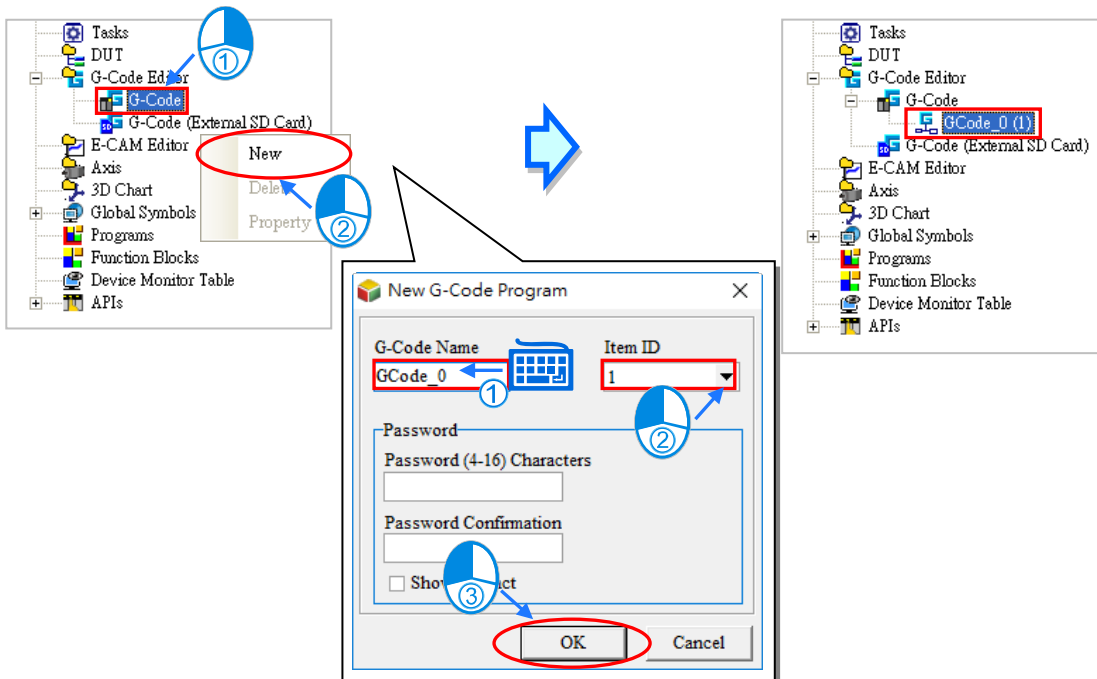 Tasks
DUT
G-Code Editor
G-Code
G-Code (External SD Card)
E-CAM Editor
Axis
3D Chart
Global Symbols
Programs
Function Blocks
Device Monitor Table
APIs
①
New
Property
②
New G-Code Program
G-Code Name
Item ID
GCode_0
1
①
②
Password
Password (4-16) Characters
Password Confirmation
③
OK
Cancel
Tasks
DUT
G-Code Editor
G-Code
GCode_0 (1)
G-Code (External SD Card)
E-CAM Editor
Axis
3D Chart
Global Symbols
Programs
Function Blocks
Device Monitor Table
APIs